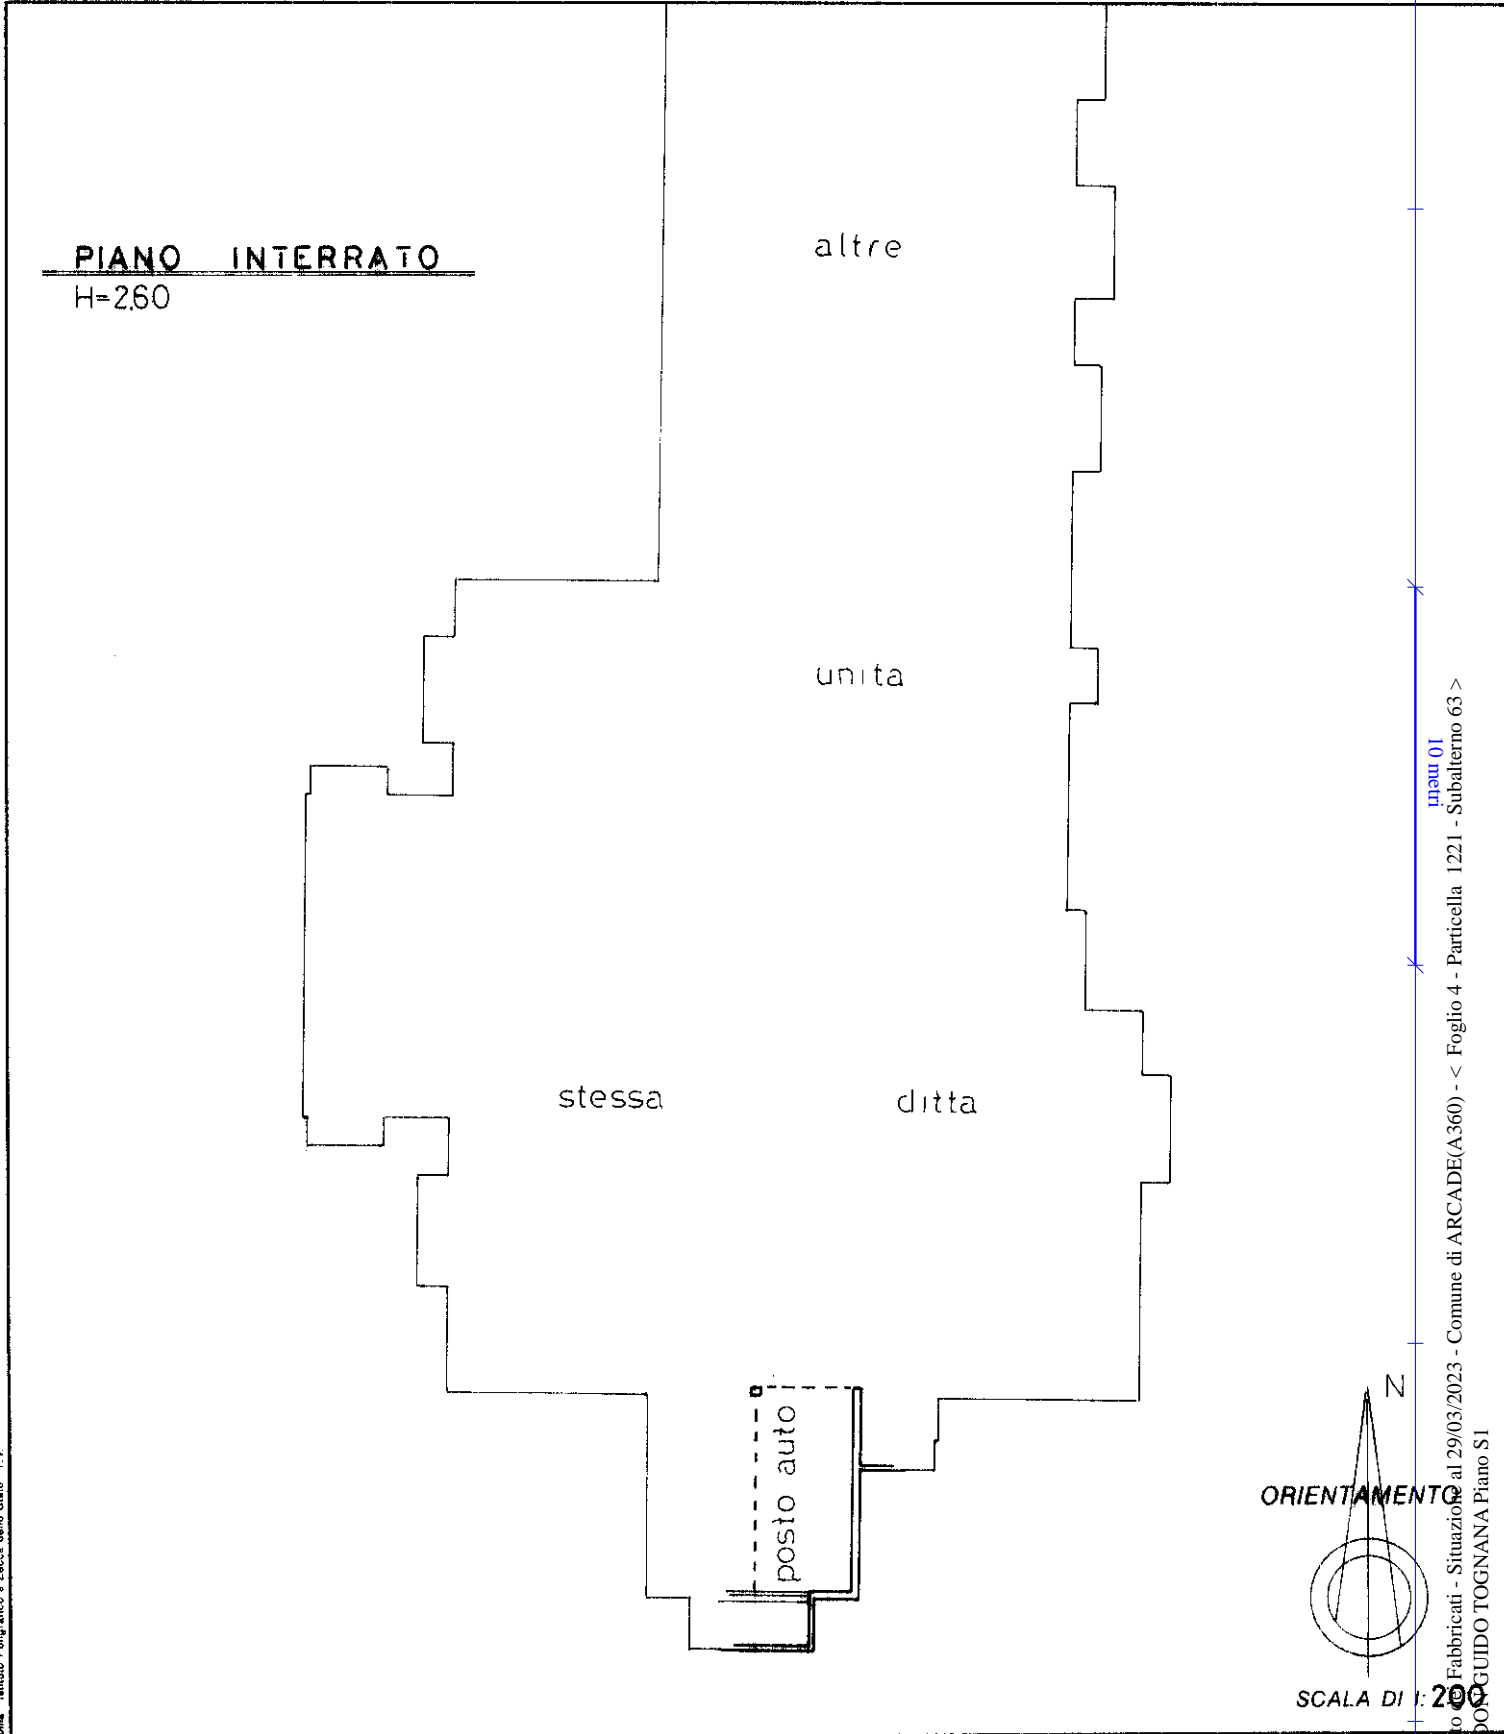 PIANO INTERRATO
H=2,60
altre
unita
stessa ditta
posto auto
N
ORIENTAMENTO
SCALA DI 1: 200
10 metri
Fabbricati - Situazione al 29/03/2023 - Comune di ARCADE(A360) - < Foglio 4 - Particella 1221 - Subalterno 63 >
DON GUIDO TOGNANA Piano S1